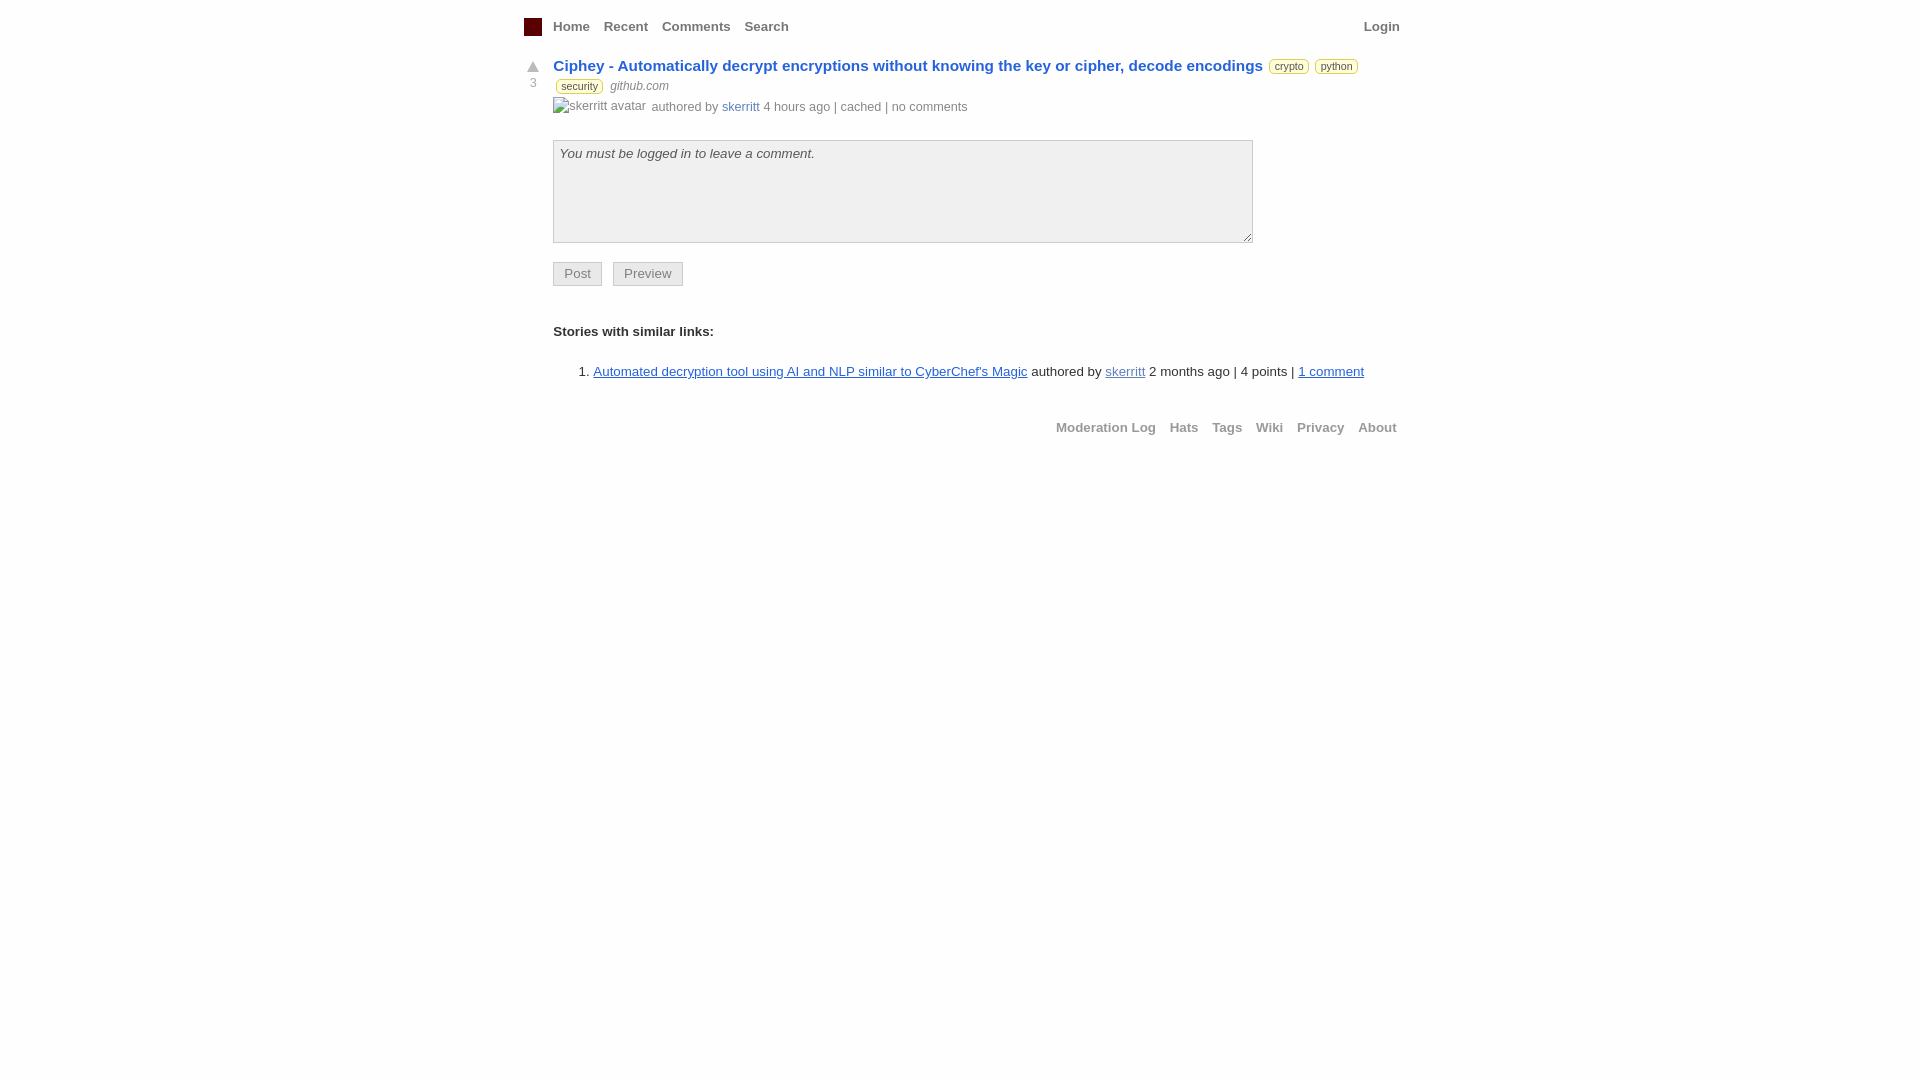 Home Recent Comments Search Login
Ciphey - Automatically decrypt encryptions without knowing the key or cipher, decode encodings crypto python
3
security github.com
skerritt avatar authored by skerritt 4 hours ago | cached | no comments
You must be logged in to leave a comment.
Post Preview
Stories with similar links:
1. Automated decryption tool using AI and NLP similar to CyberChef's Magic authored by skerritt 2 months ago | 4 points | 1 comment
Moderation Log Hats Tags Wiki Privacy About